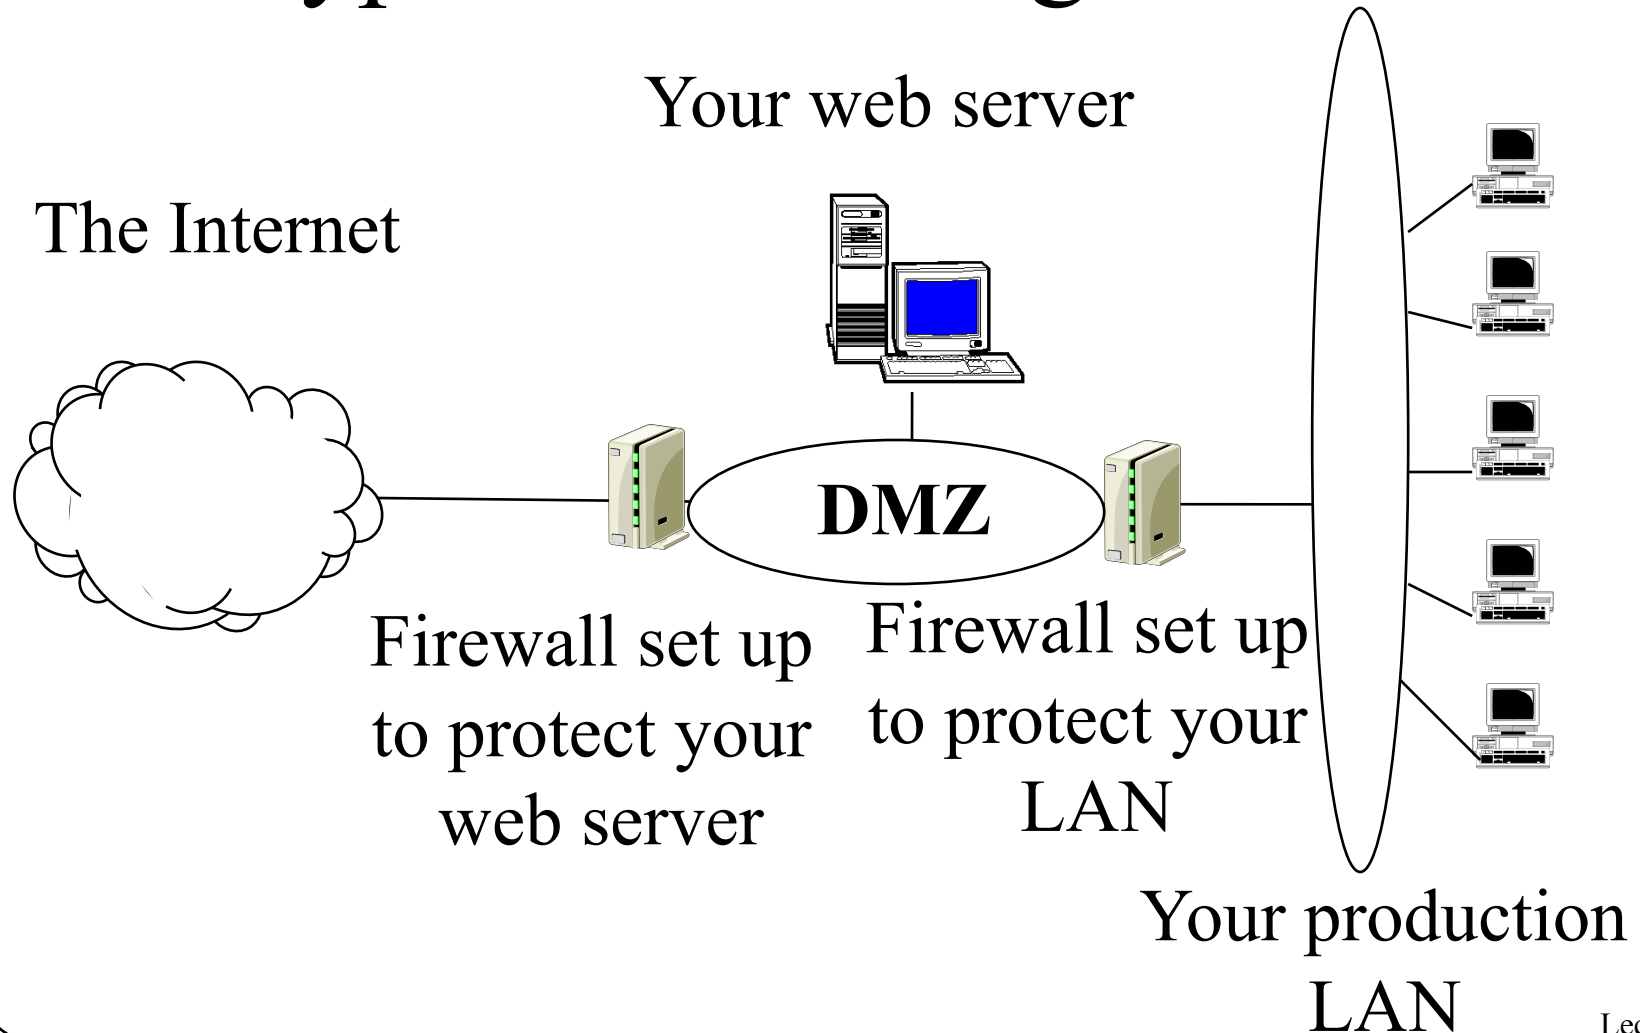 Your web server
The Internet
DMZ
Firewall set up
to protect your
web server
Firewall set up
to protect your
LAN
Your production
LAN